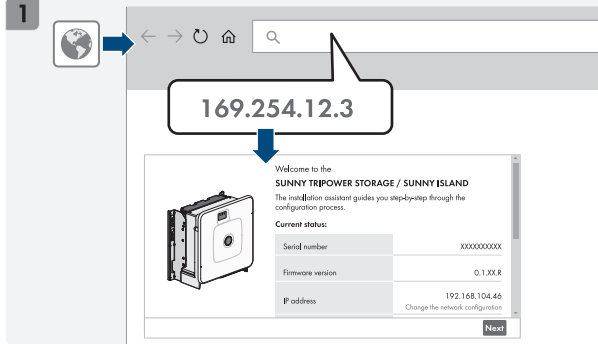 1
169.254.12.3
Welcome to the
SUNNY TRIPOWER STORAGE / SUNNY ISLAND
The installation assistant guides you step-by-step through the
configuration process.
Current status:
Serial number XXXXXXXXXX
Firmware version 0.1.XX.R
IP address 192.168.104.46
Change the network configuration
Next